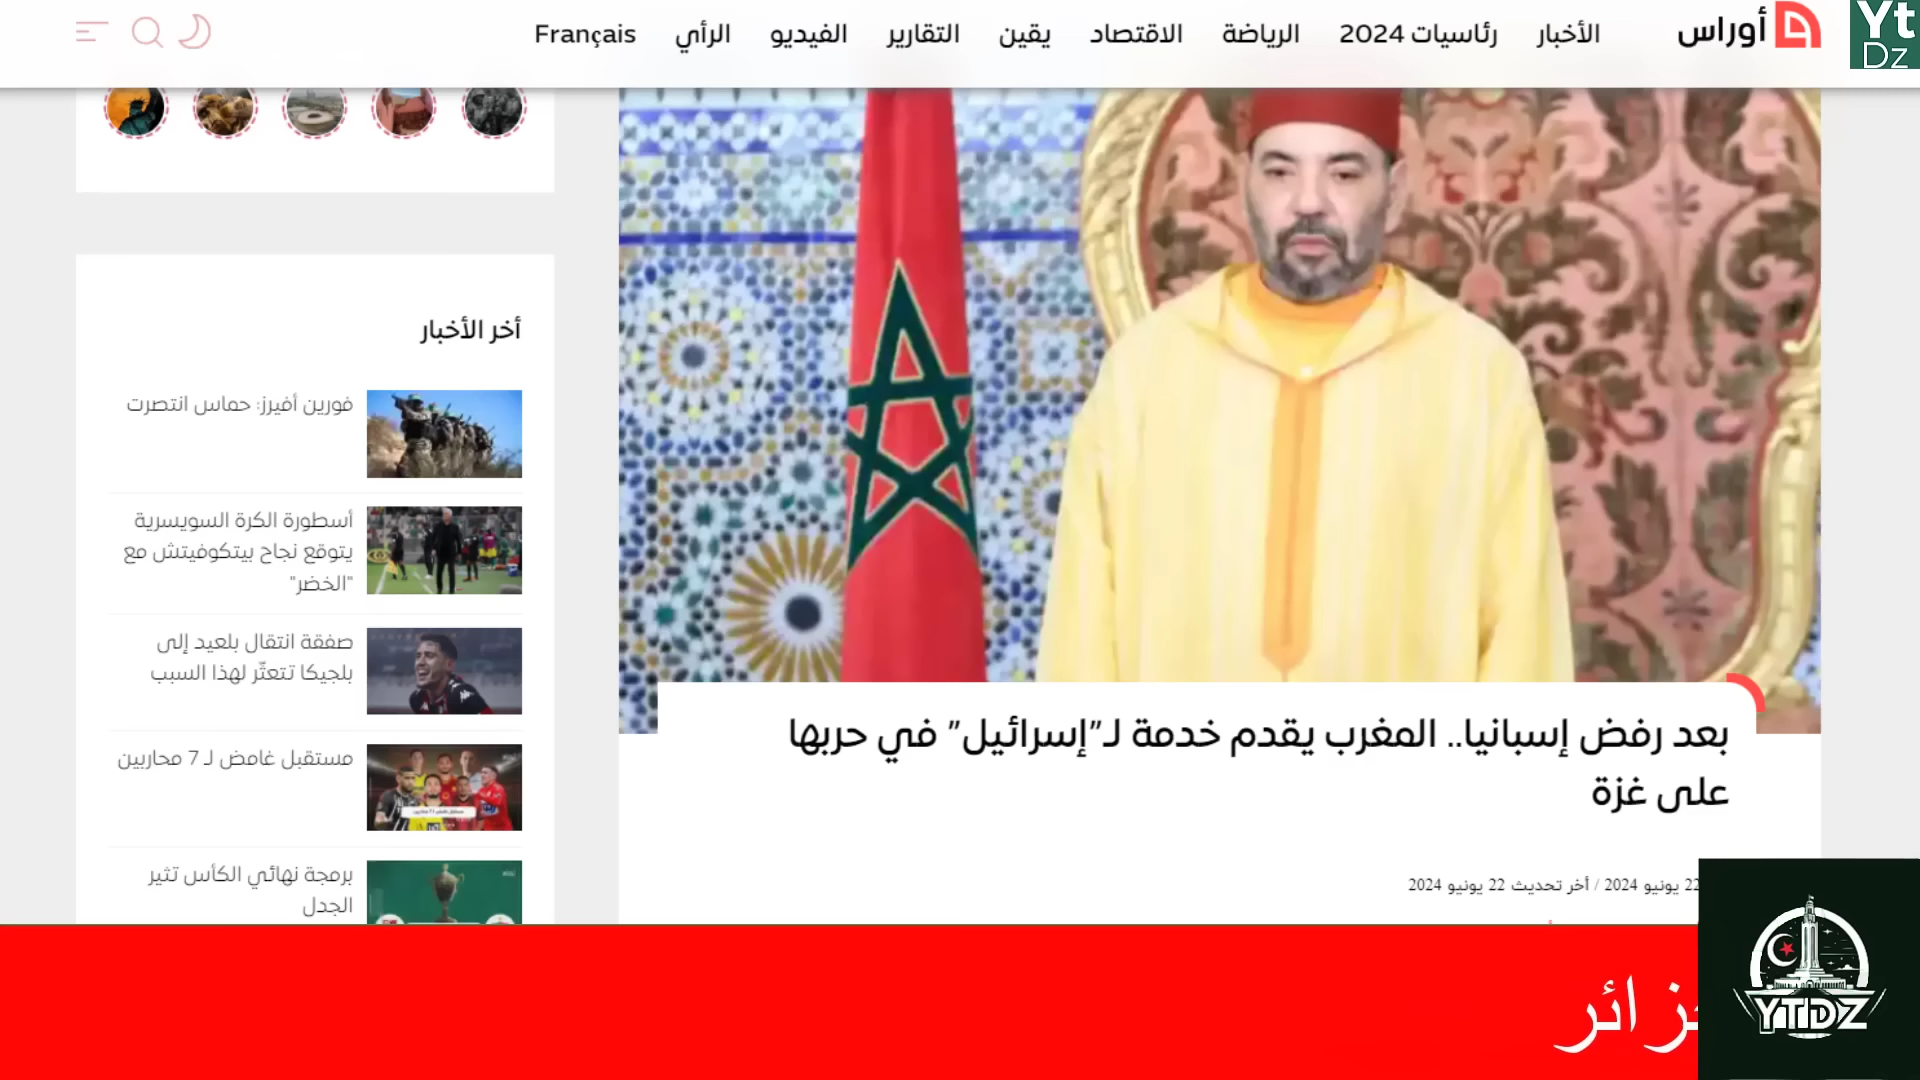 Yt
Dz
أوراس
الأخبار
رئاسيات 2024
الرياضة
الاقتصاد
يقين
التقارير
الفيديو
الرأي
Français
بعد رفض إسبانيا.. المغرب يقدم خدمة لـ"إسرائيل" في حربها
على غزة
22 يونيو 2024 / أخر تحديث 22 يونيو 2024
أخر الأخبار
فورين أفيرز: حماس انتصرت
أسطورة الكرة السويسرية
يتوقع نجاح بيتكوفيتش مع
"الخضر"
صفقة انتقال بلعيد إلى
بلجيكا تتعثّر لهذا السبب
مستقبل غامض لـ 7 محاربين
برمجة نهائي الكأس تثير
الجدل
زائر
YTDZ